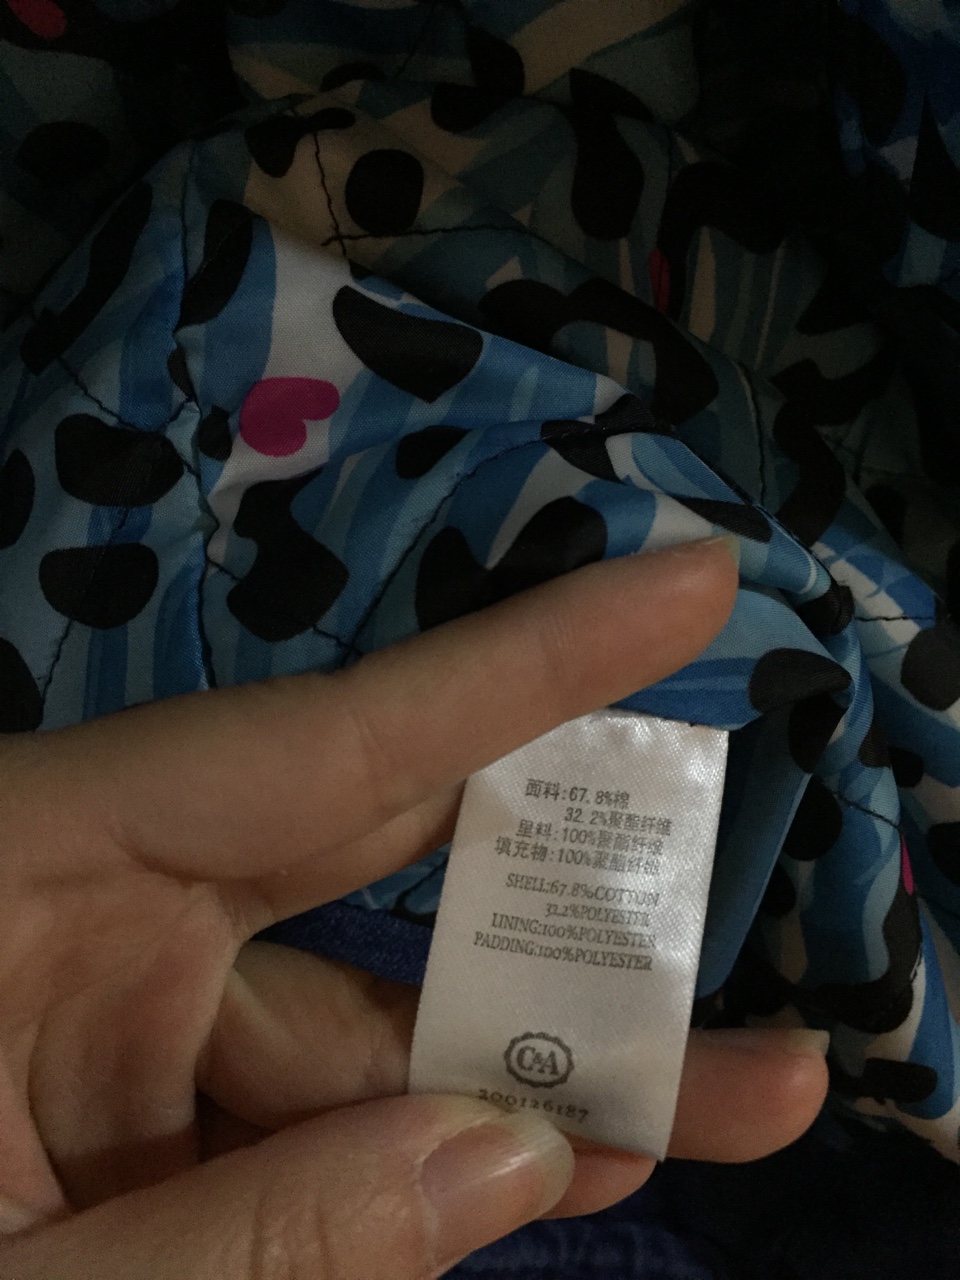 面料:67.8%棉
32.2%聚酯纤维
里料:100%聚酯纤维
填充物:100%聚酯纤维
SHELL:67.8%COTTON
32.2%POLYESTER
LINING:100%POLYESTER
PADDING:100%POLYESTER
C&A
200126187